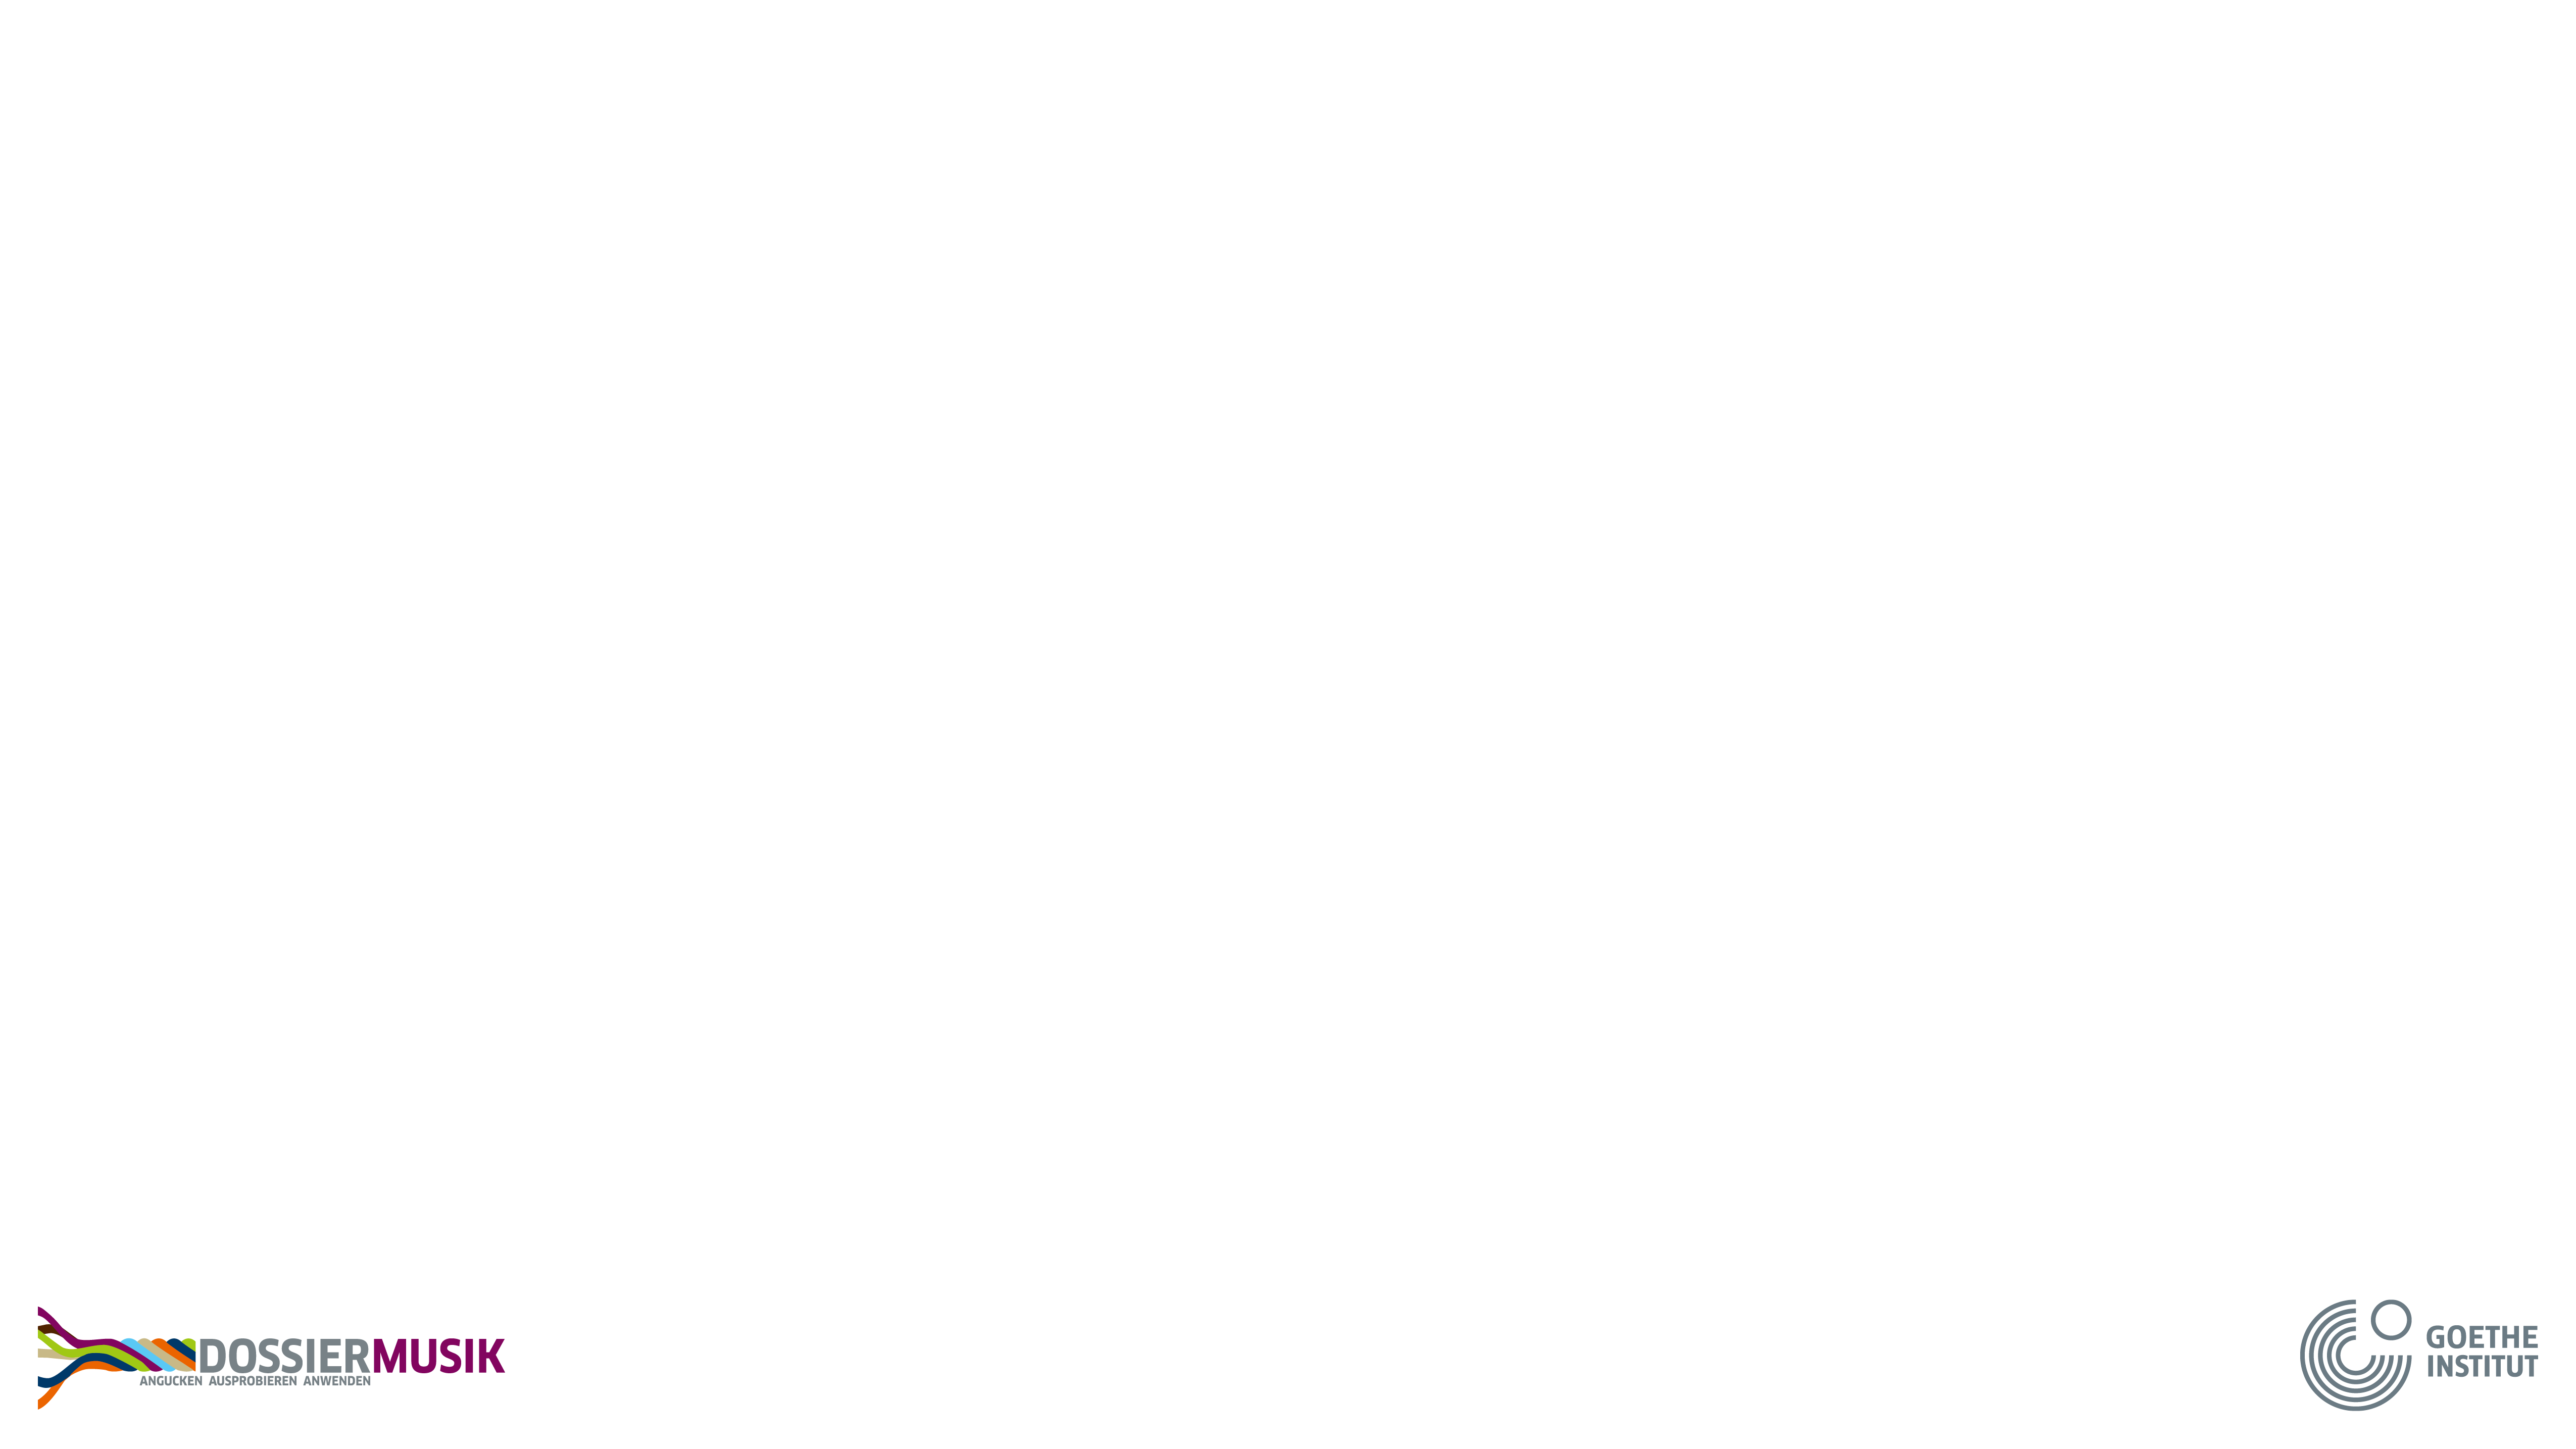 DOSSIERMUSIK
ANGUCKEN AUSPROBIEREN ANWENDEN
GOETHE
INSTITUT